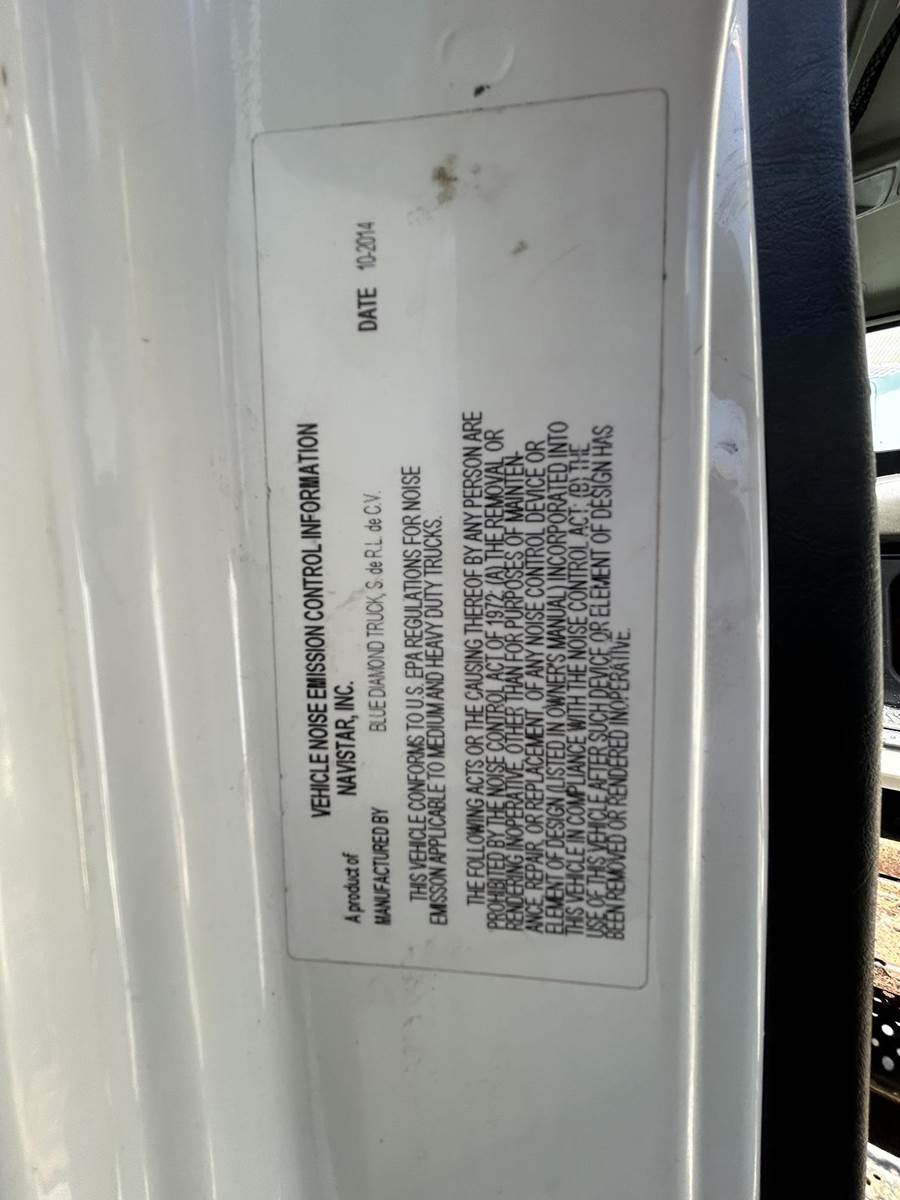 VEHICLE NOISE EMISSION CONTROL INFORMATION
A product of NAVISTAR, INC.
MANUFACTURED BY BLUE DIAMOND TRUCK, S. de R.L. de C.V. DATE 10-2014
THIS VEHICLE CONFORMS TO U.S. EPA REGULATIONS FOR NOISE
EMISSON APPLICABLE TO MEDIUM AND HEAVY DUTY TRUCKS.
THE FOLLOWING ACTS OR THE CAUSING THEREOF BY ANY PERSON ARE
PROHIBITED BY THE NOISE CONTROL ACT OF 1972: (A) THE REMOVAL OR
RENDERING INOPERATIVE, OTHER THAN FOR PURPOSES OF MAINTEN-
ANCE, REPAIR, OR REPLACEMENT, OF ANY NOISE CONTROL DEVICE OR
ELEMENT OF DESIGN (LISTED IN OWNER'S MANUAL) INCORPORATED INTO
THIS VEHICLE IN COMPLIANCE WITH THE NOISE CONTROL ACT; (B) THE
USE OF THIS VEHICLE AFTER SUCH DEVICE OR ELEMENT OF DESIGN HAS
BEEN REMOVED OR RENDERED INOPERATIVE.